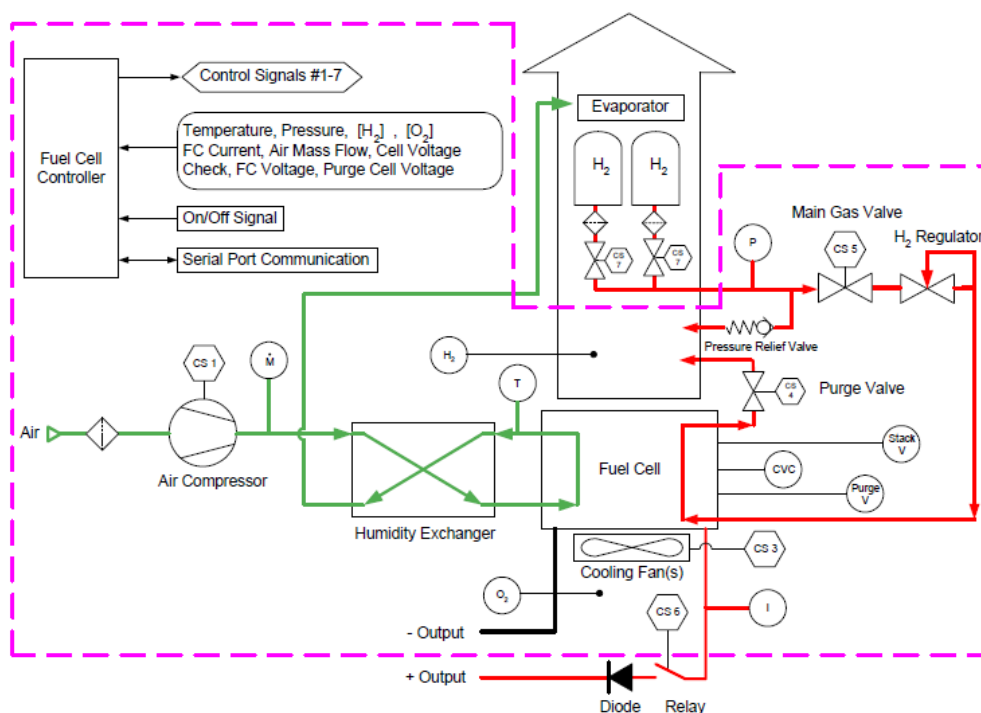 Control Signals #1-7
Evaporator
Temperature, Pressure, [H₂] , [O₂]
FC Current, Air Mass Flow, Cell Voltage
Check, FC Voltage, Purge Cell Voltage
Fuel Cell
Controller
H₂
H₂
On/Off Signal
Serial Port Communication
CS
7
CS
7
P
Main Gas Valve
CS 5
H₂ Regulator
Pressure Relief Valve
H₂
CS 1
Ṁ
T
CS
4
Purge Valve
Air
Air Compressor
Humidity Exchanger
Fuel Cell
Stack
V
CVC
Purge
V
Cooling Fan(s)
CS 3
O₂
CS 6
I
- Output
+ Output
Diode
Relay